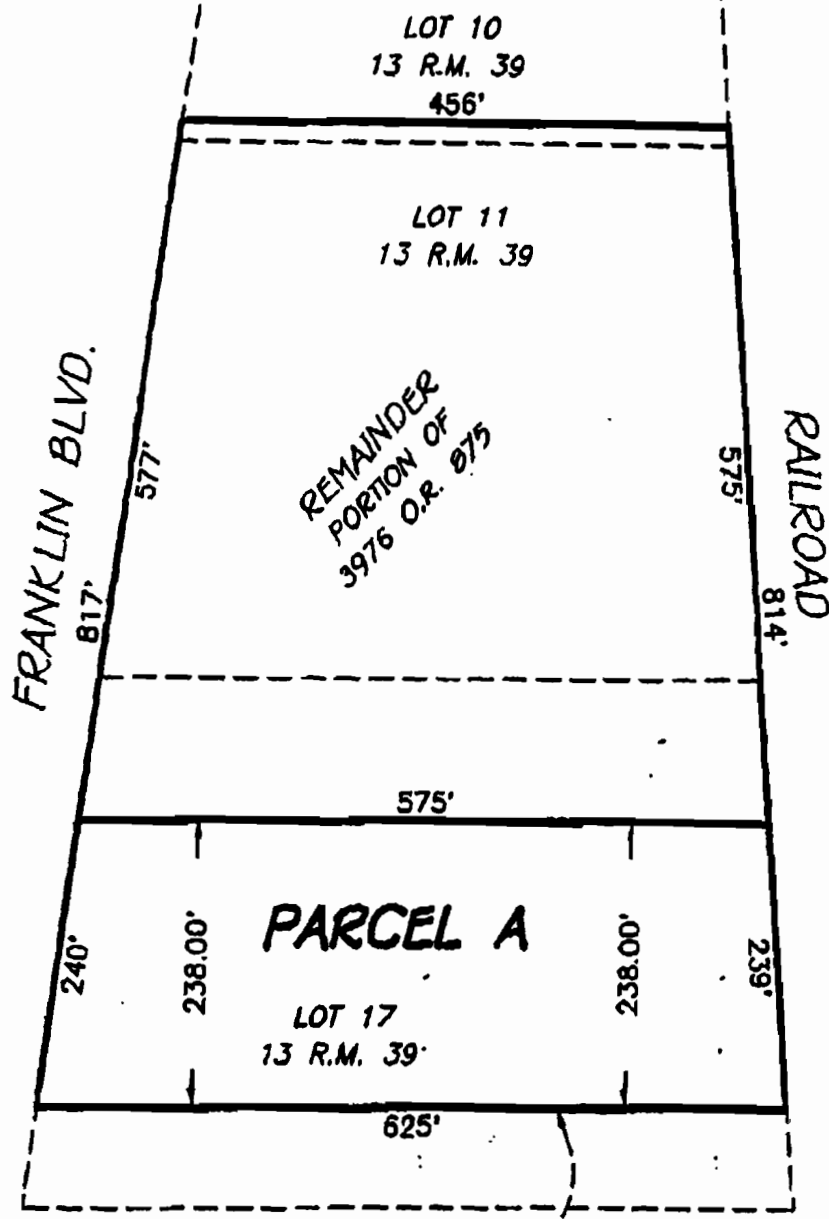 LOT 10
13 R.M. 39
456'
LOT 11
13 R.M. 39
FRANKLIN BLVD.
577'
817'
REMAINDER
PORTION OF
3976 O.R. 875
575'
814'
RAILROAD
575'
PARCEL A
240'
238.00'
238.00'
239'
LOT 17
13 R.M. 39
625'